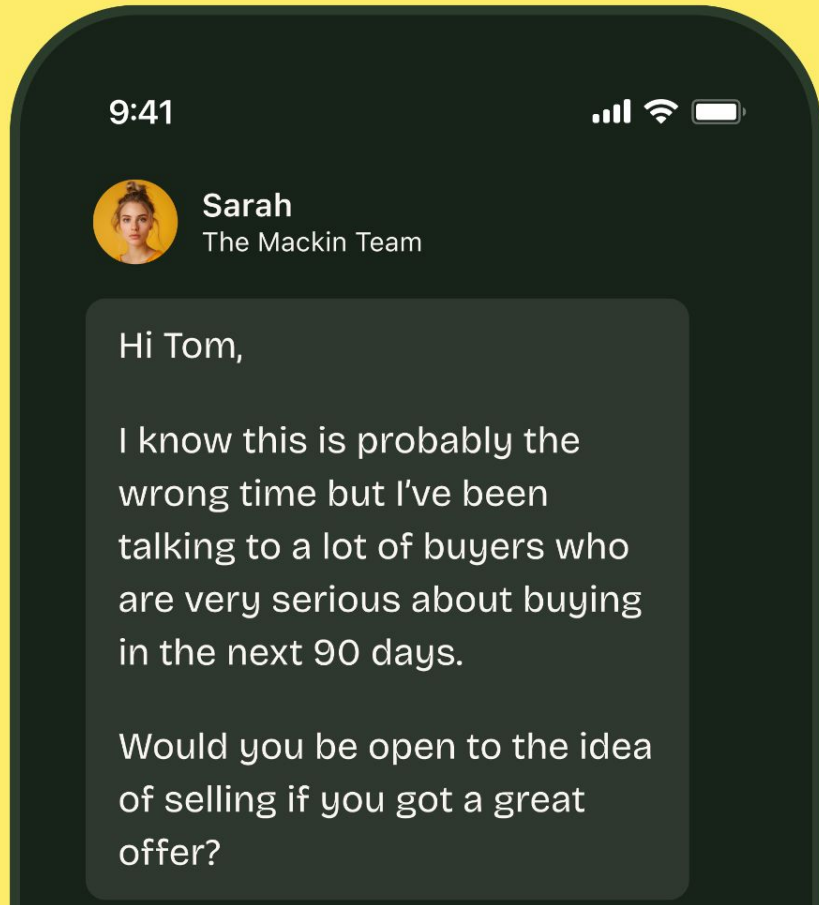 9:41
Sarah
The Mackin Team
Hi Tom,
I know this is probably the
wrong time but I’ve been
talking to a lot of buyers who
are very serious about buying
in the next 90 days.
Would you be open to the idea
of selling if you got a great
offer?